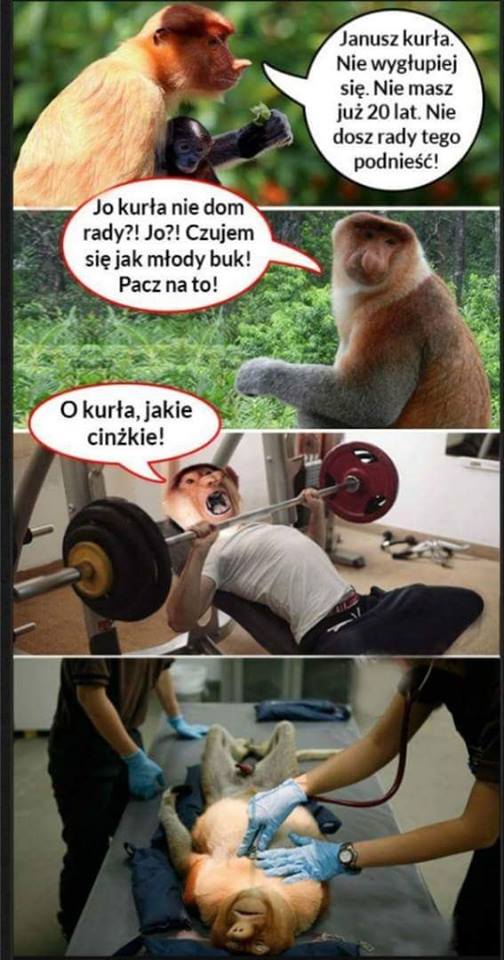 Janusz kurła.
Nie wygłupiej
się. Nie masz
już 20 lat. Nie
dosz rady tego
podnieść!
Jo kurła nie dom
rady?! Jo?! Czujem
się jak młody buk!
Pacz na to!
O kurła, jakie
cinżkie!